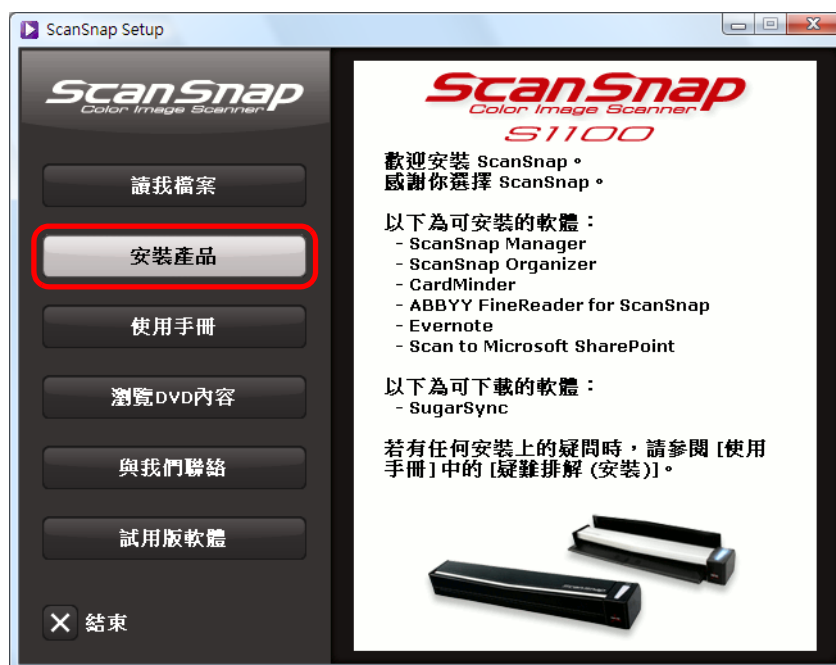 ScanSnap Setup
ScanSnap
Color Image Scanner
讀我檔案
安裝產品
使用手冊
瀏覽DVD內容
與我們聯絡
試用版軟體
結束
ScanSnap
Color Image Scanner
S1100
歡迎安裝 ScanSnap。
感謝你選擇 ScanSnap。
以下為可安裝的軟體：
- ScanSnap Manager
- ScanSnap Organizer
- CardMinder
- ABBYY FineReader for ScanSnap
- Evernote
- Scan to Microsoft SharePoint
以下為可下載的軟體：
- SugarSync
若有任何安裝上的疑問時，請參閱 [使用
手冊] 中的 [疑難排解 (安裝)]。